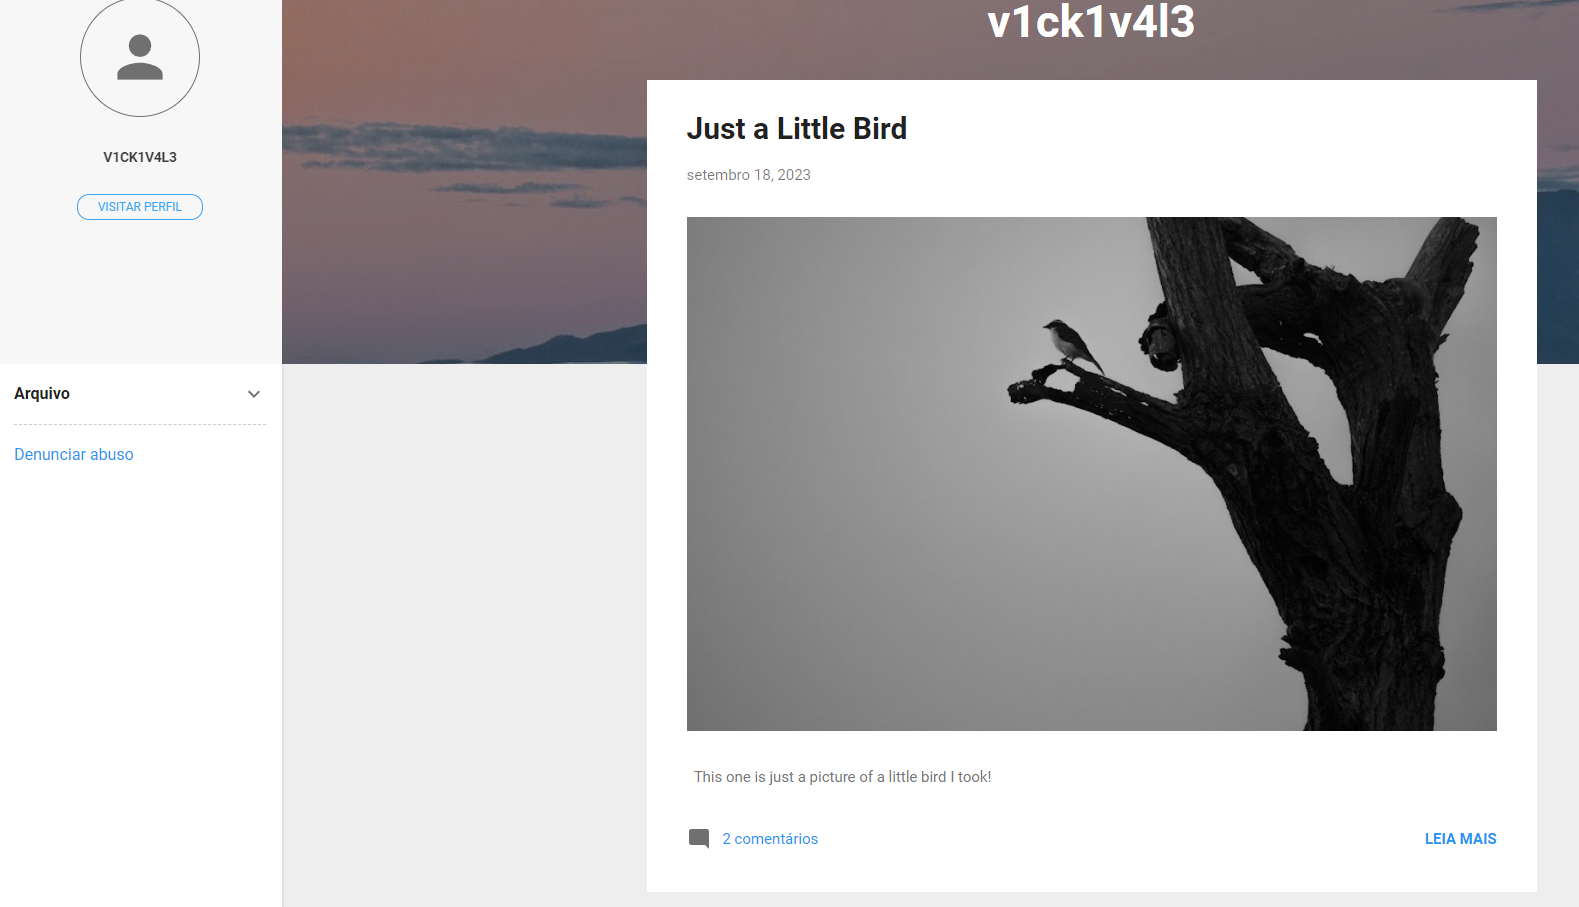 v1ck1v4l3
V1CK1V4L3
VISITAR PERFIL
Arquivo
Denunciar abuso
Just a Little Bird
setembro 18, 2023
This one is just a picture of a little bird I took!
2 comentários
LEIA MAIS